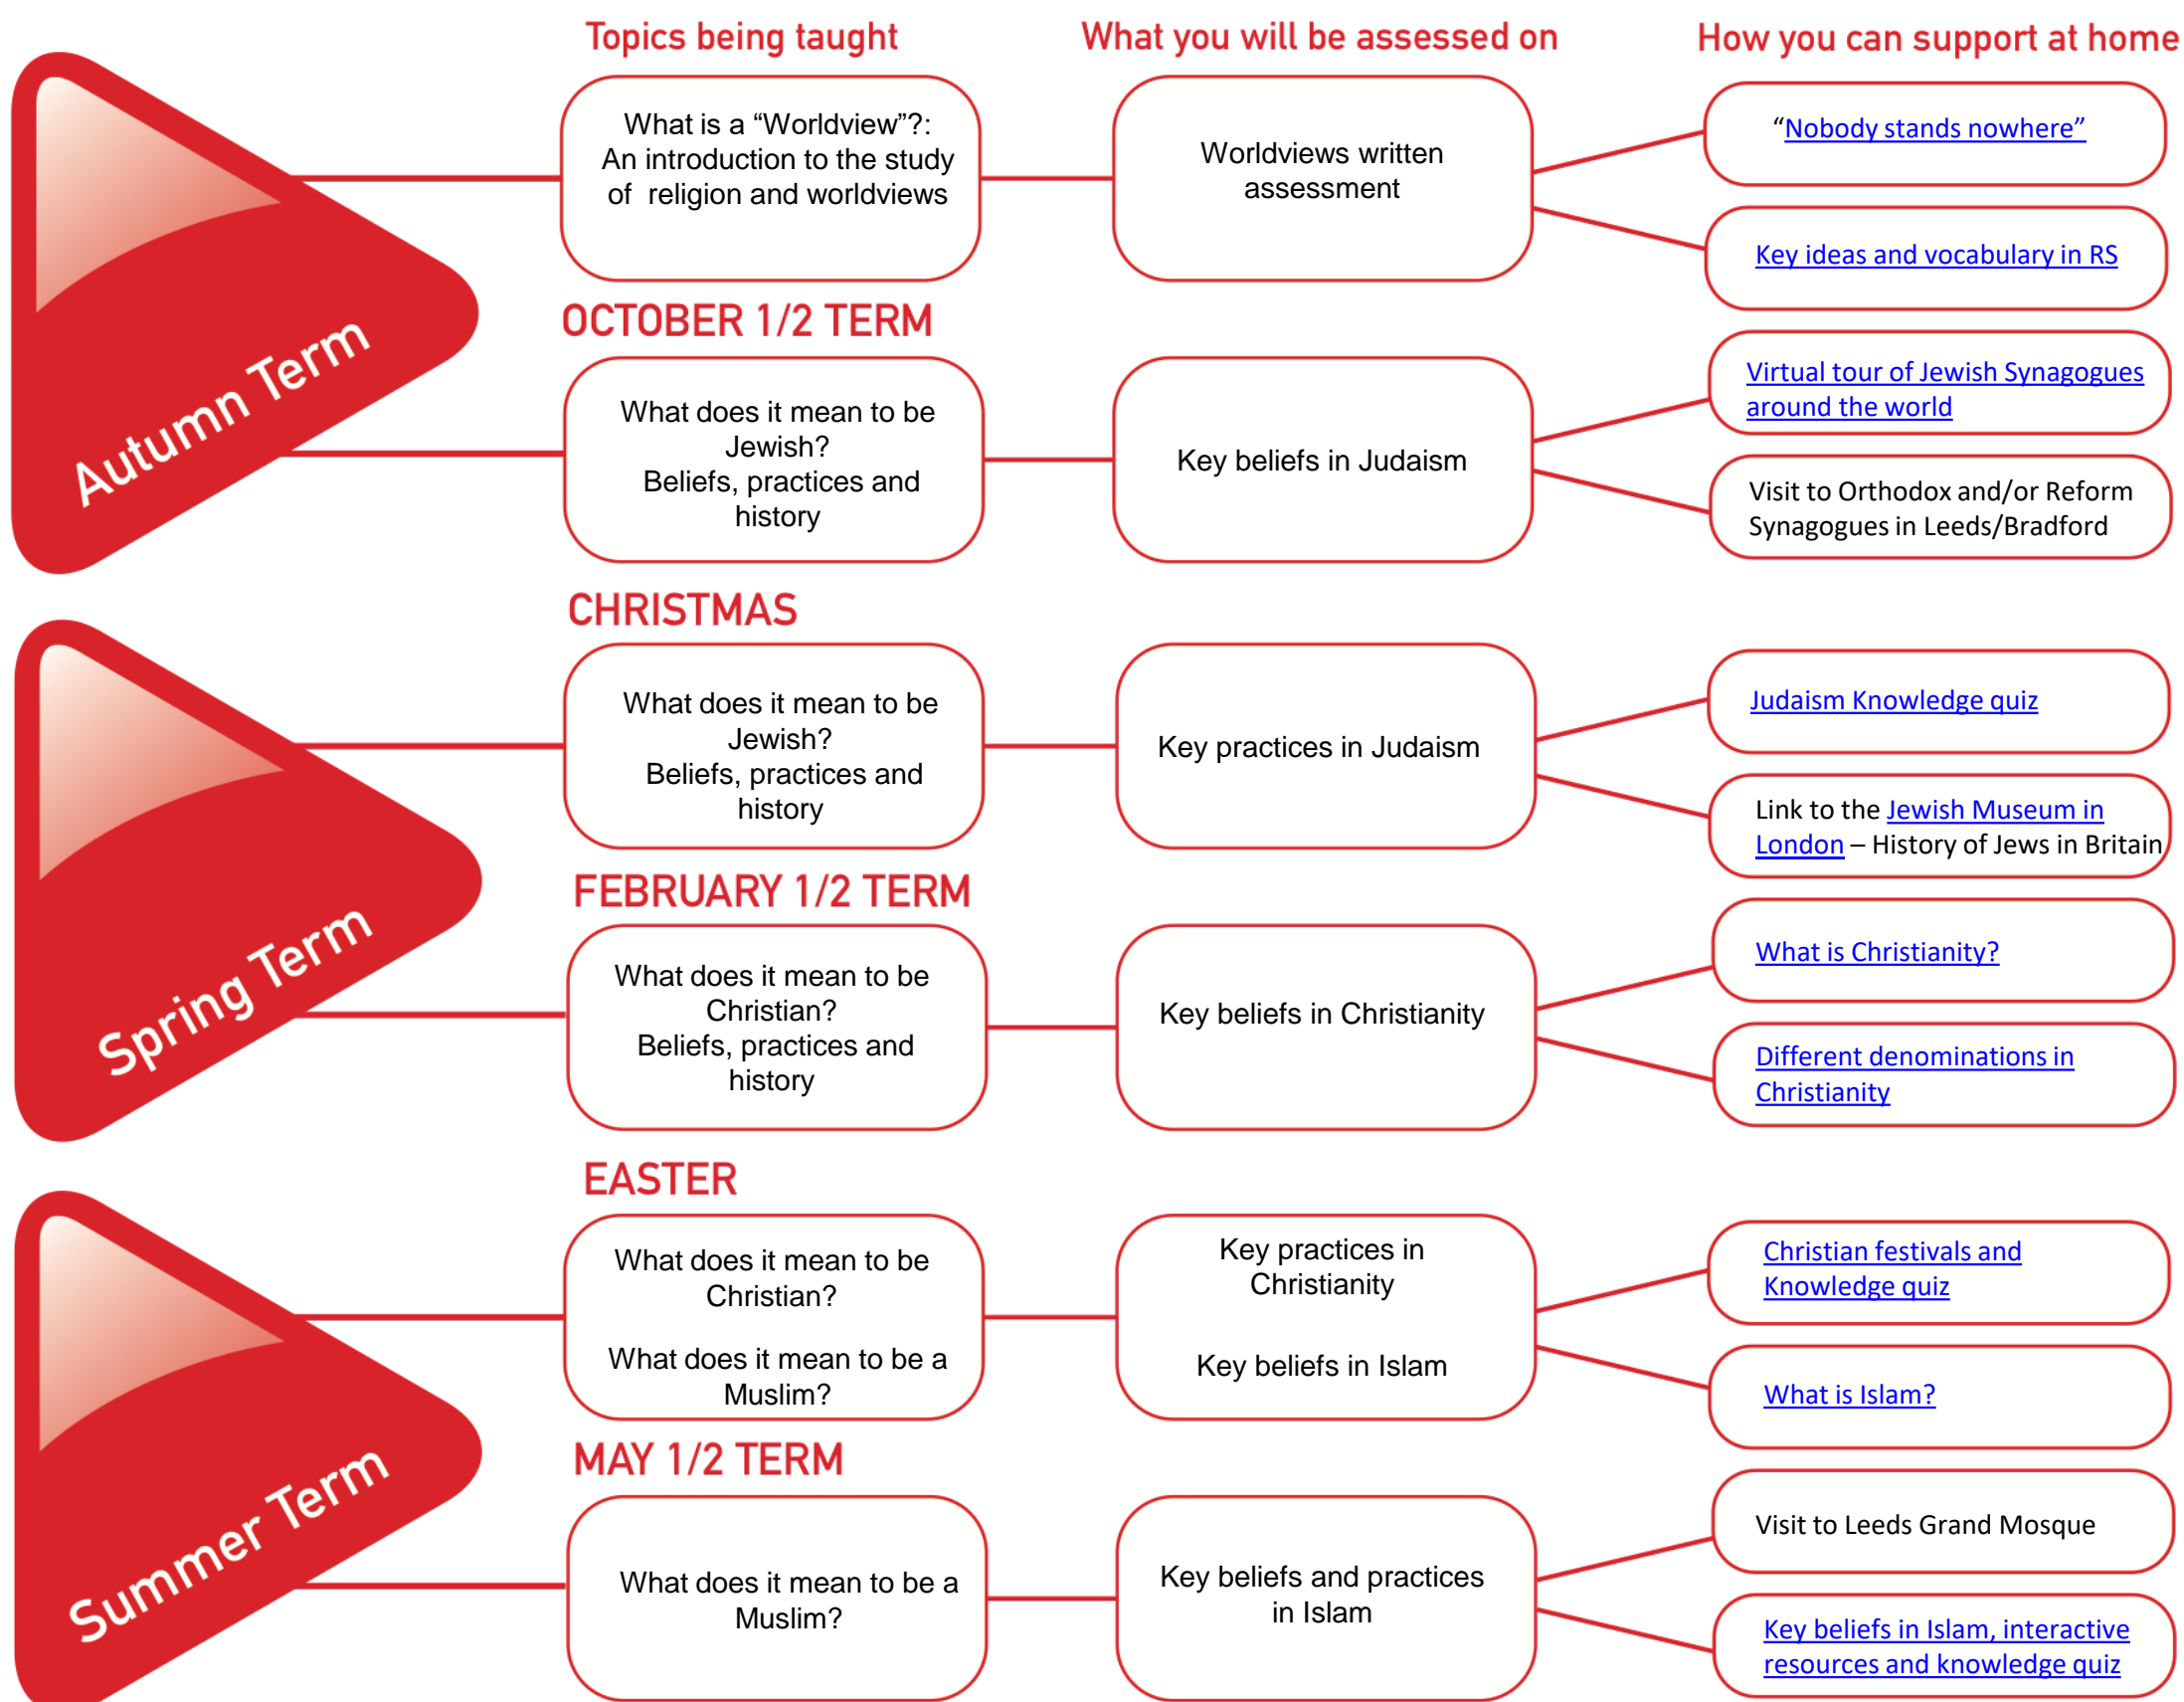 Topics being taught
What you will be assessed on
How you can support at home
Autumn Term
What is a “Worldview”?:
An introduction to the study
of religion and worldviews
Worldviews written
assessment
“Nobody stands nowhere”
Key ideas and vocabulary in RS
OCTOBER 1/2 TERM
What does it mean to be
Jewish?
Beliefs, practices and
history
Key beliefs in Judaism
Virtual tour of Jewish Synagogues
around the world
Visit to Orthodox and/or Reform
Synagogues in Leeds/Bradford
CHRISTMAS
Spring Term
What does it mean to be
Jewish?
Beliefs, practices and
history
Key practices in Judaism
Judaism Knowledge quiz
Link to the Jewish Museum in
London – History of Jews in Britain
FEBRUARY 1/2 TERM
What does it mean to be
Christian?
Beliefs, practices and
history
Key beliefs in Christianity
What is Christianity?
Different denominations in
Christianity
EASTER
Summer Term
What does it mean to be
Christian?
What does it mean to be a
Muslim?
Key practices in
Christianity
Key beliefs in Islam
Christian festivals and
Knowledge quiz
What is Islam?
MAY 1/2 TERM
What does it mean to be a
Muslim?
Key beliefs and practices
in Islam
Visit to Leeds Grand Mosque
Key beliefs in Islam, interactive
resources and knowledge quiz